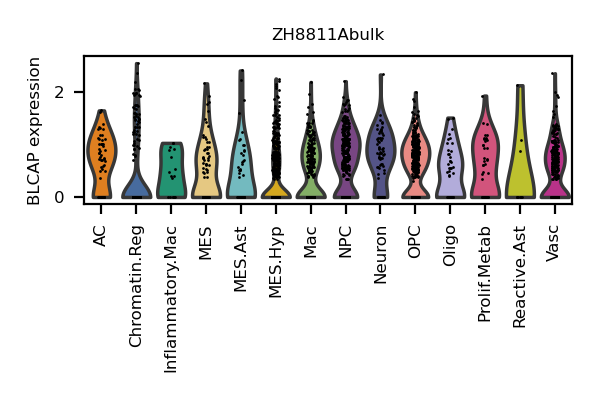 ZH8811Abulk
BLCAP expression
2
0
AC
Chromatin.Reg
Inflammatory.Mac
MES
MES.Ast
MES.Hyp
Mac
NPC
Neuron
OPC
Oligo
Prolif.Metab
Reactive.Ast
Vasc